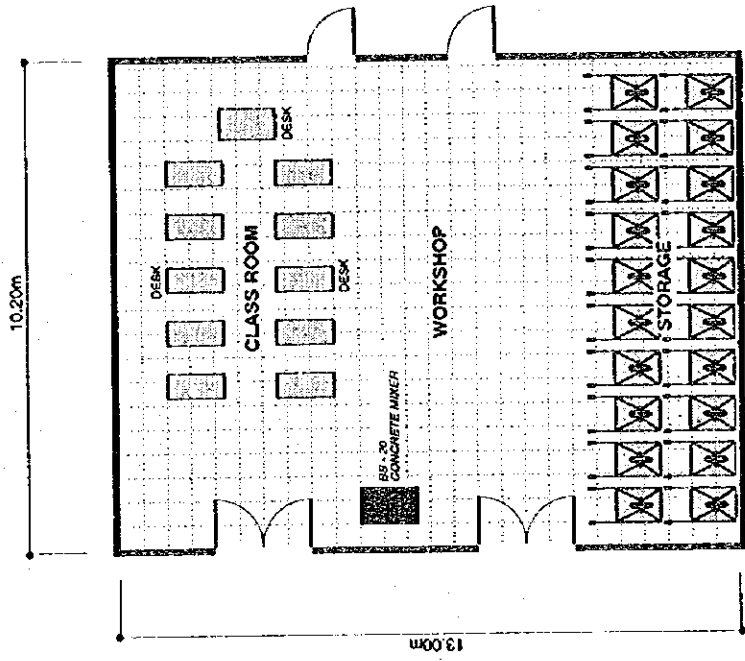 10.20m
DESK
DESK
CLASS ROOM
DESK
WORKSHOP
BS - 20
CONCRETE MIXER
STORAGE
13.00m